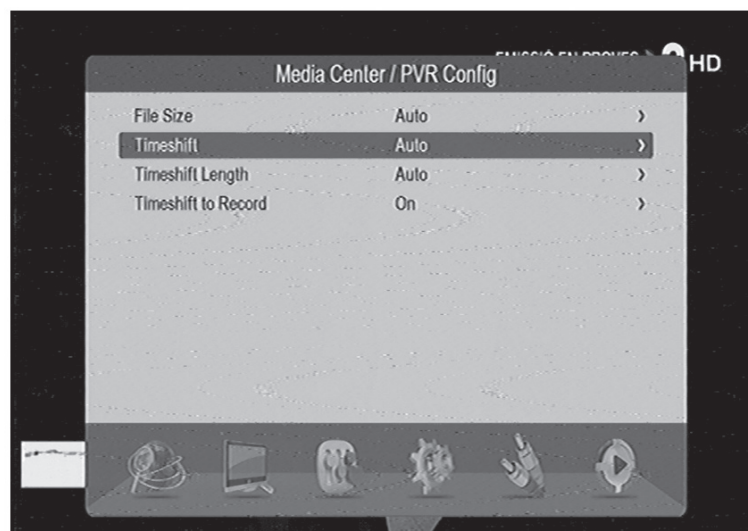 HD
Media Center / PVR Config
File Size Auto
Timeshift Auto
Timeshift Length Auto
Timeshift to Record On